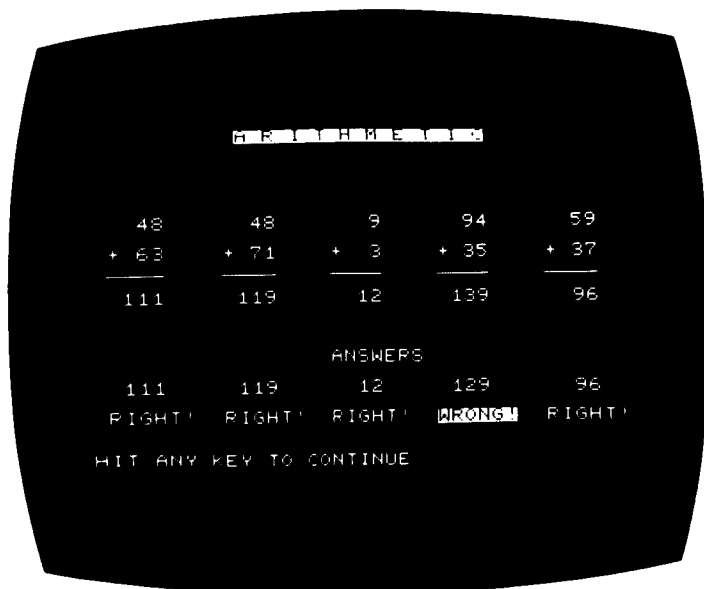 A R I T H M E T I C
48 48 9 94 59
+ 63 + 71 + 3 + 35 + 37
111 119 12 139 96
ANSWERS
111 119 12 129 96
RIGHT! RIGHT! RIGHT! WRONG! RIGHT!
HIT ANY KEY TO CONTINUE